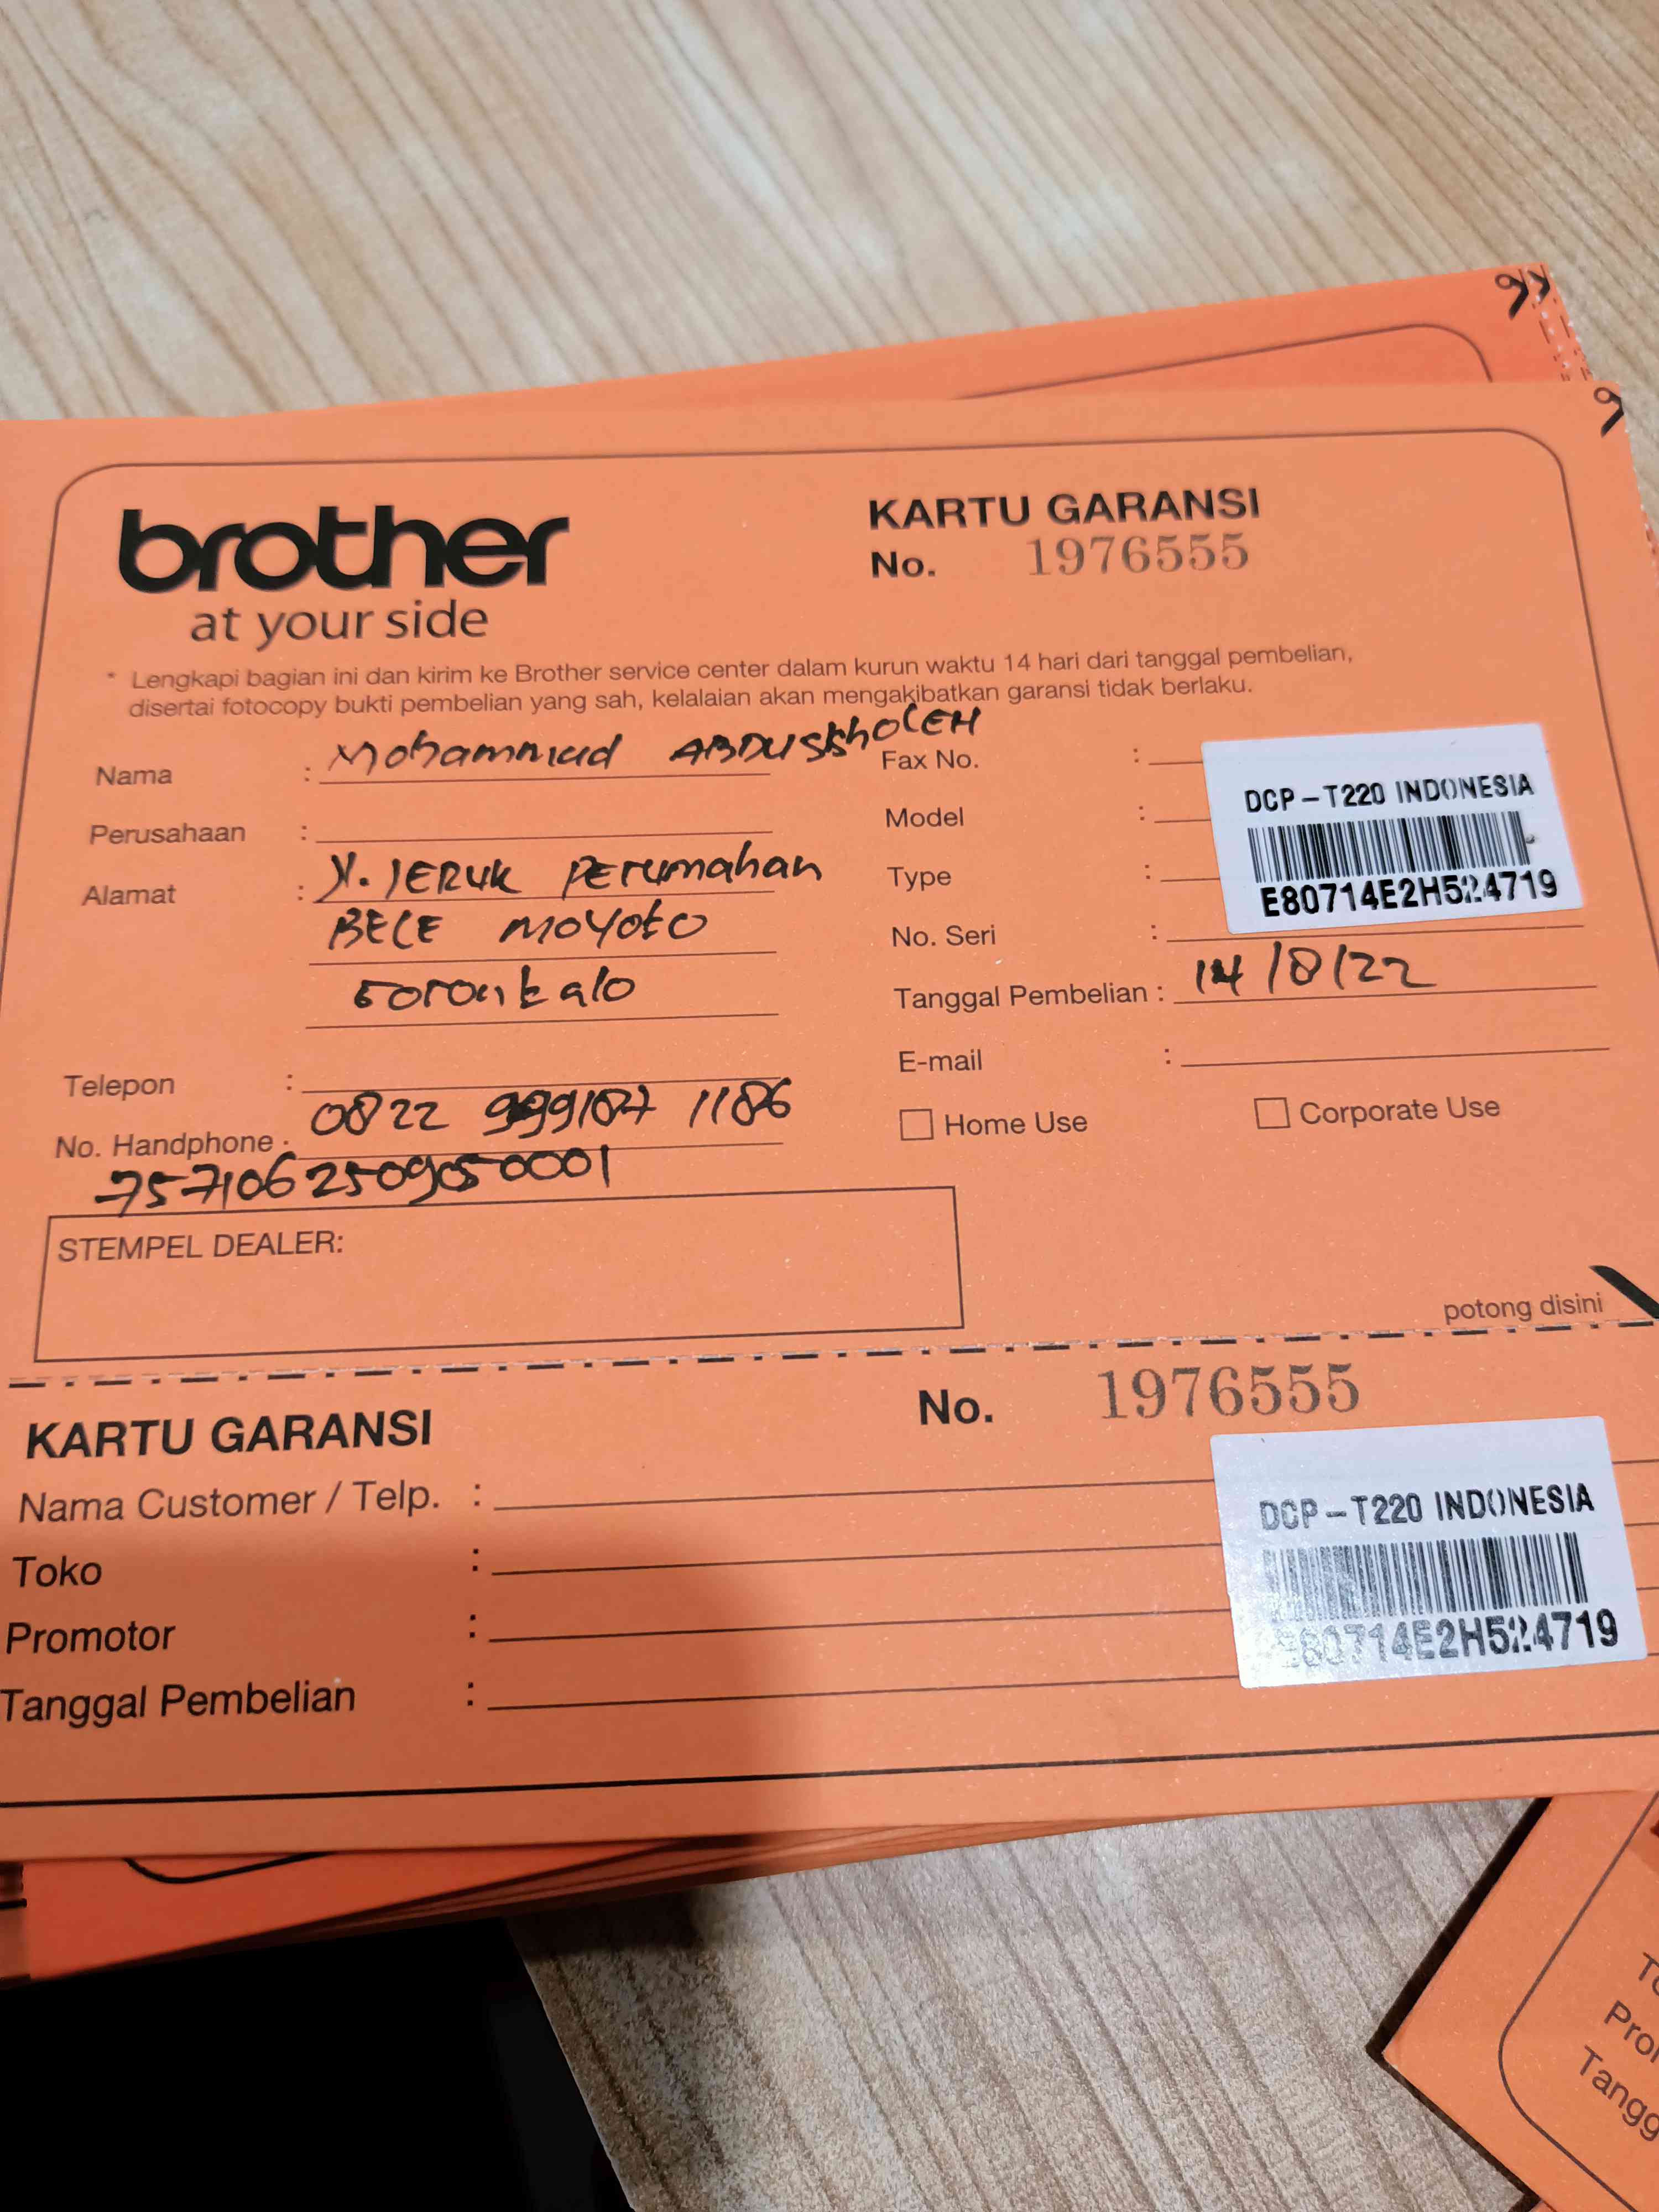 brother
at your side
KARTU GARANSI
No. 1976555
* Lengkapi bagian ini dan kirim ke Brother service center dalam kurun waktu 14 hari dari tanggal pembelian,
disertai fotocopy bukti pembelian yang sah, kelalaian akan mengakibatkan garansi tidak berlaku.
Nama : Mohammad ABDUSSHOLEH
Perusahaan :
Alamat : Jl. JERUK PERUMAHAN
BELE MOYOTO
Gorontalo
Telepon :
No. Handphone : 0822 1186
7571062509050001
Fax No. :
Model :
Type :
No. Seri :
DCP-T220 INDONESIA
E80714E2H524719
Tanggal Pembelian : 14/8/22
E-mail :
Home Use
Corporate Use
STEMPEL DEALER:
potong disini
KARTU GARANSI
No. 1976555
Nama Customer / Telp. :
Toko :
Promotor :
Tanggal Pembelian :
DCP-T220 INDONESIA
E80714E2H524719